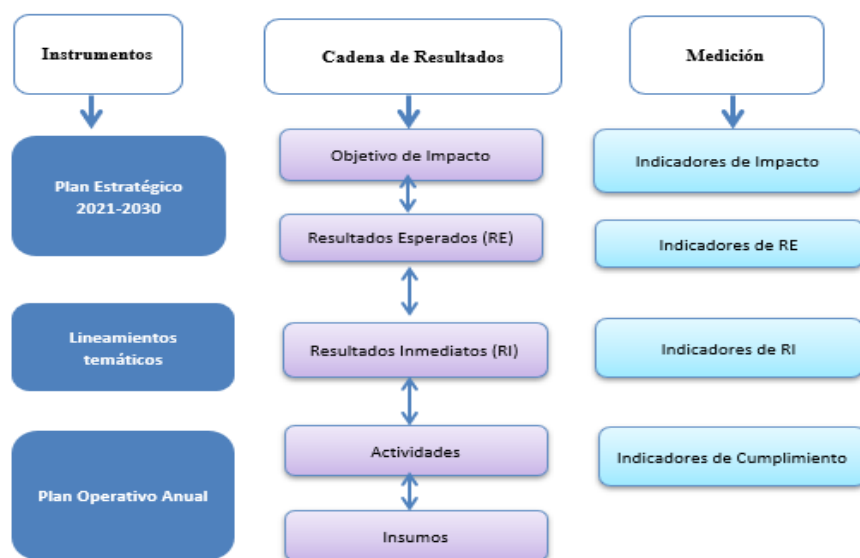 Instrumentos
Cadena de Resultados
Medición
Plan Estratégico
2021-2030
Objetivo de Impacto
Indicadores de Impacto
Resultados Esperados (RE)
Indicadores de RE
Lineamientos
temáticos
Resultados Inmediatos (RI)
Indicadores de RI
Plan Operativo Anual
Actividades
Indicadores de Cumplimiento
Insumos